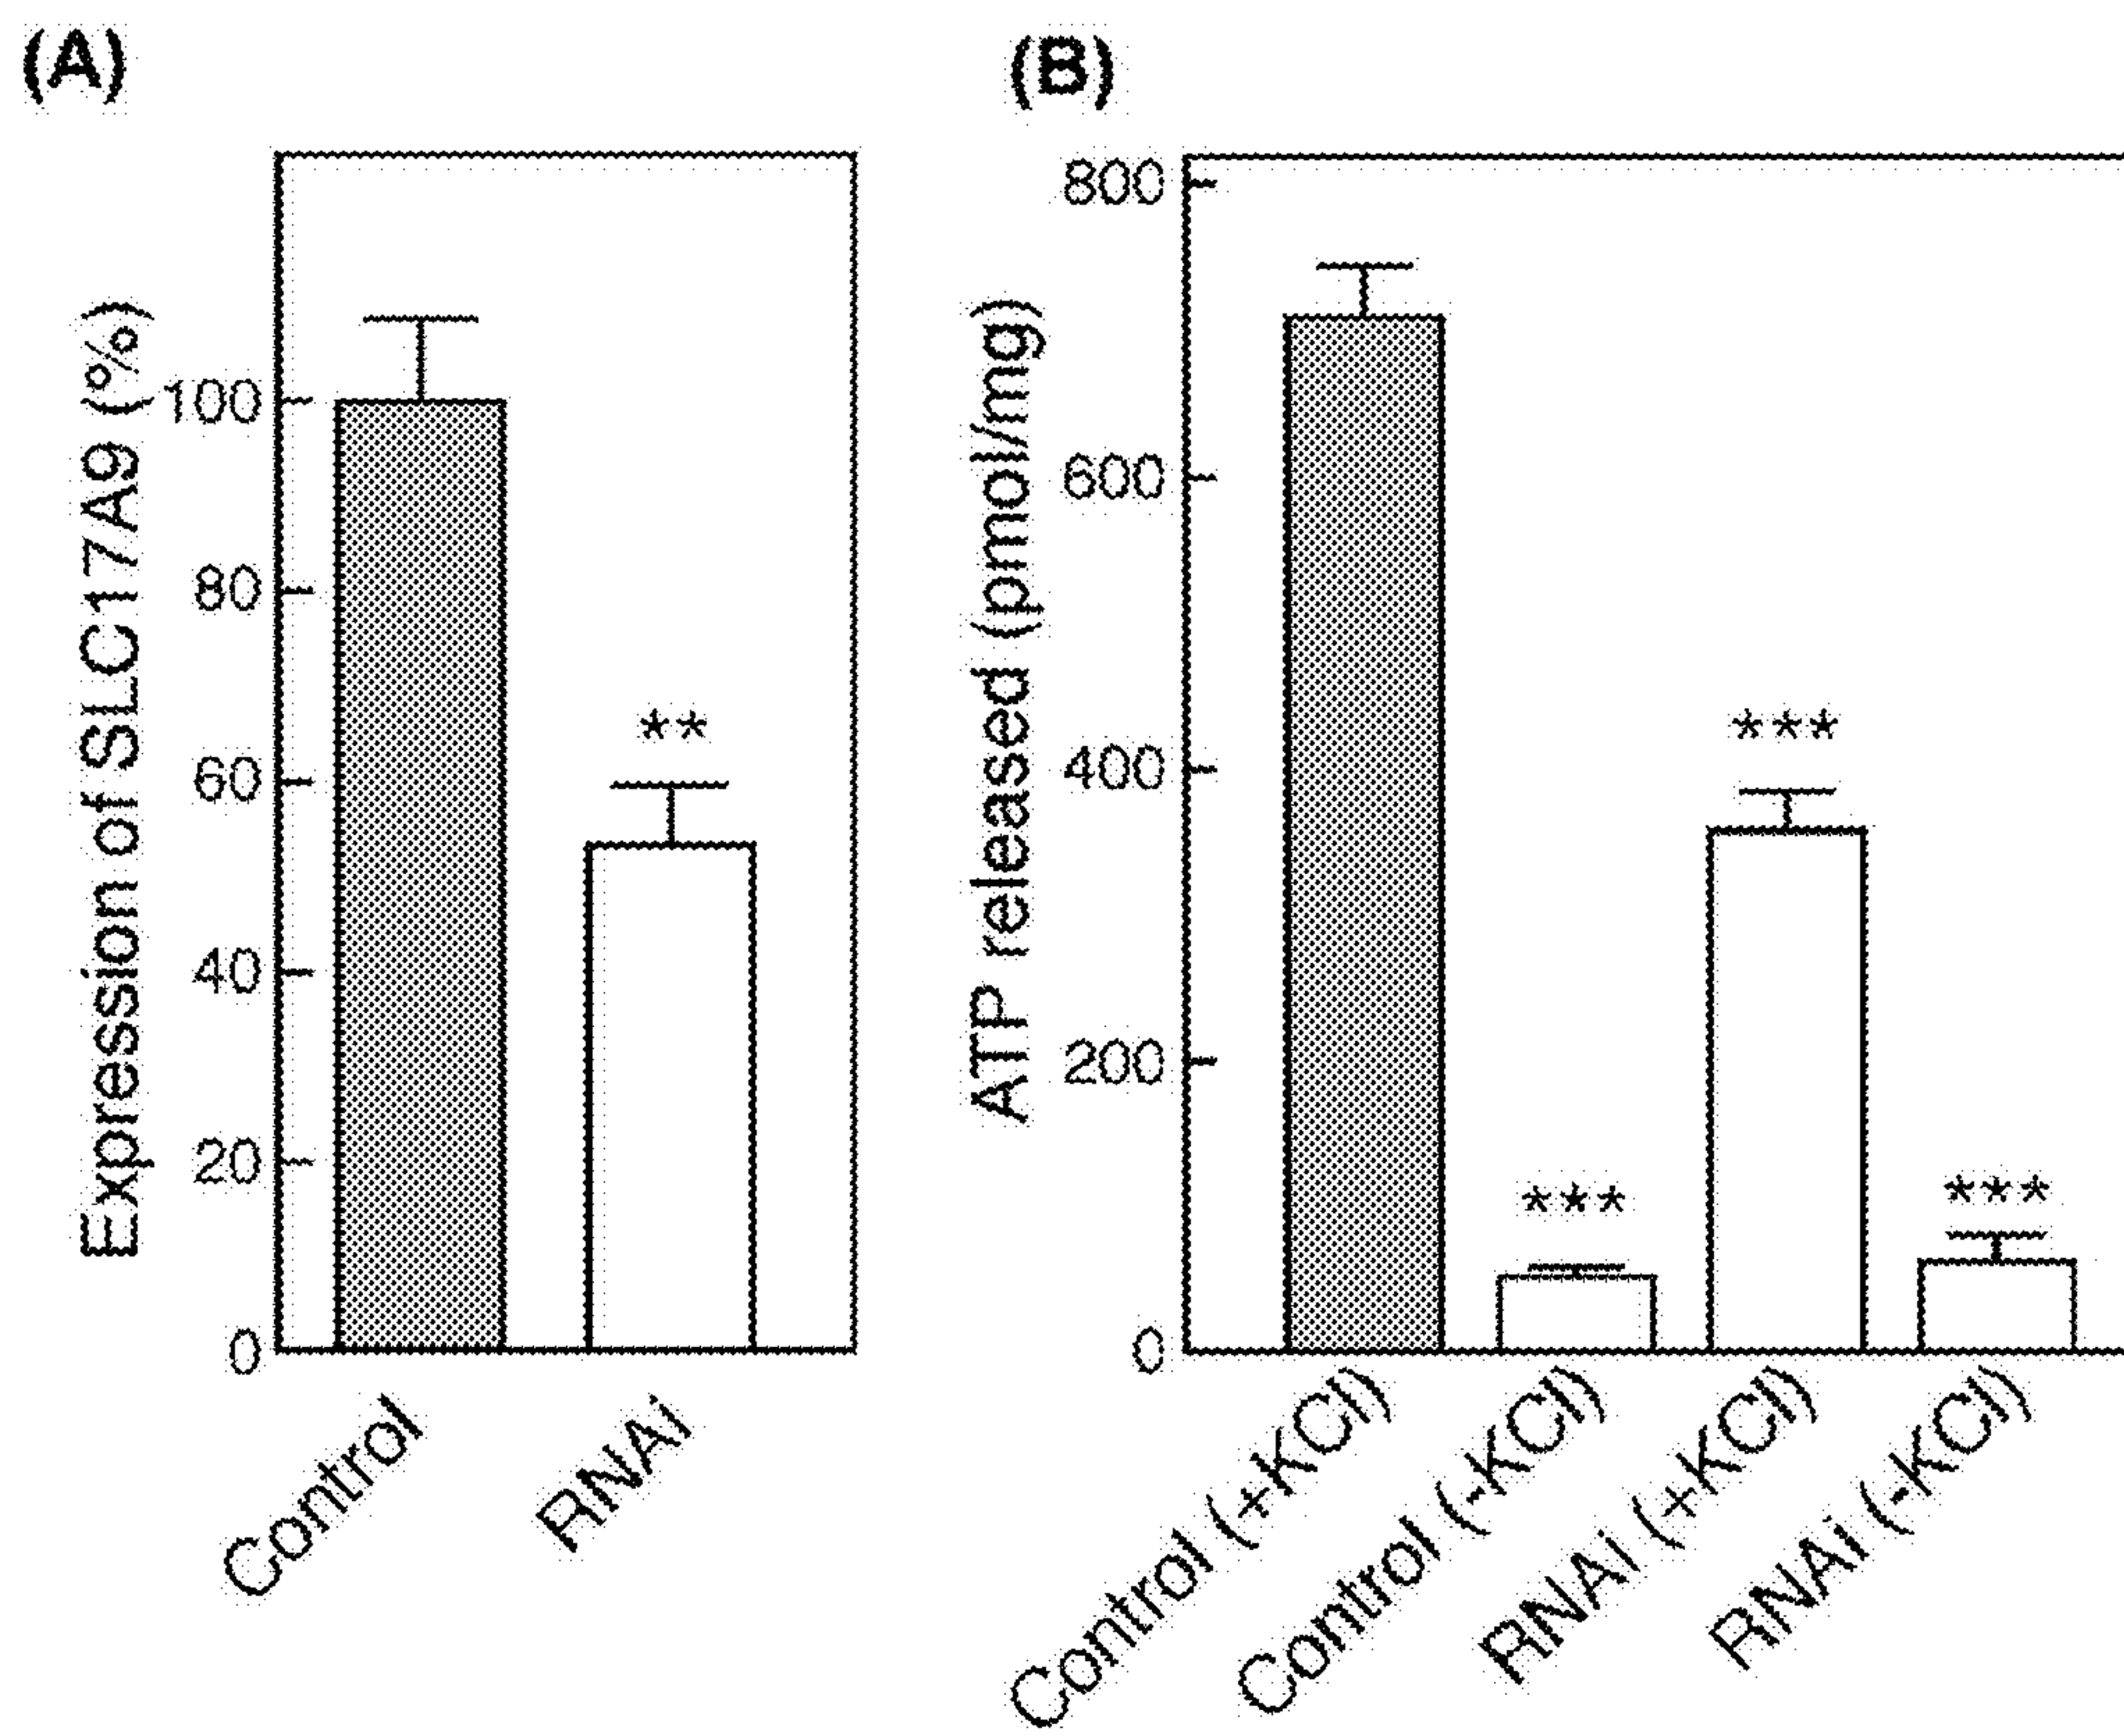 (A)
Expression of SLC17A9 (%)
100
80
60
40
20
0
**
Control
RNAi
(B)
ATP released (pmol/mg)
800
600
400
200
0
***
***
***
Control (+KCl)
Control (-KCl)
RNAi (+KCl)
RNAi (-KCl)